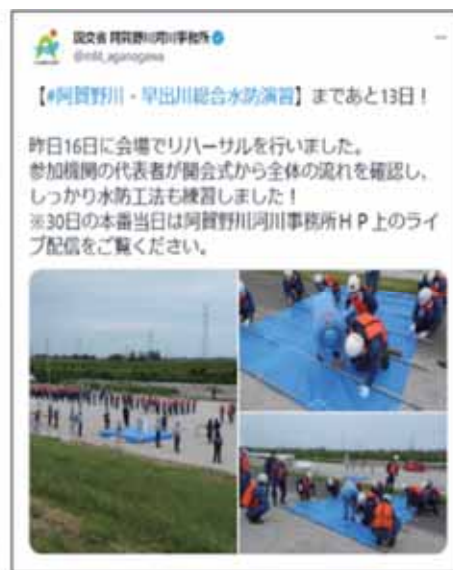 国交省 阿賀野川河川事務所
@mlit_aganogawa
【#阿賀野川・早出川総合水防演習】まであと13日！
昨日16日に会場でリハーサルを行いました。
参加機関の代表者が開会式から全体の流れを確認し、
しっかり水防工法も練習しました！
※30日の本番当日は阿賀野川河川事務所ＨＰ上のライ
ブ配信をご覧ください。